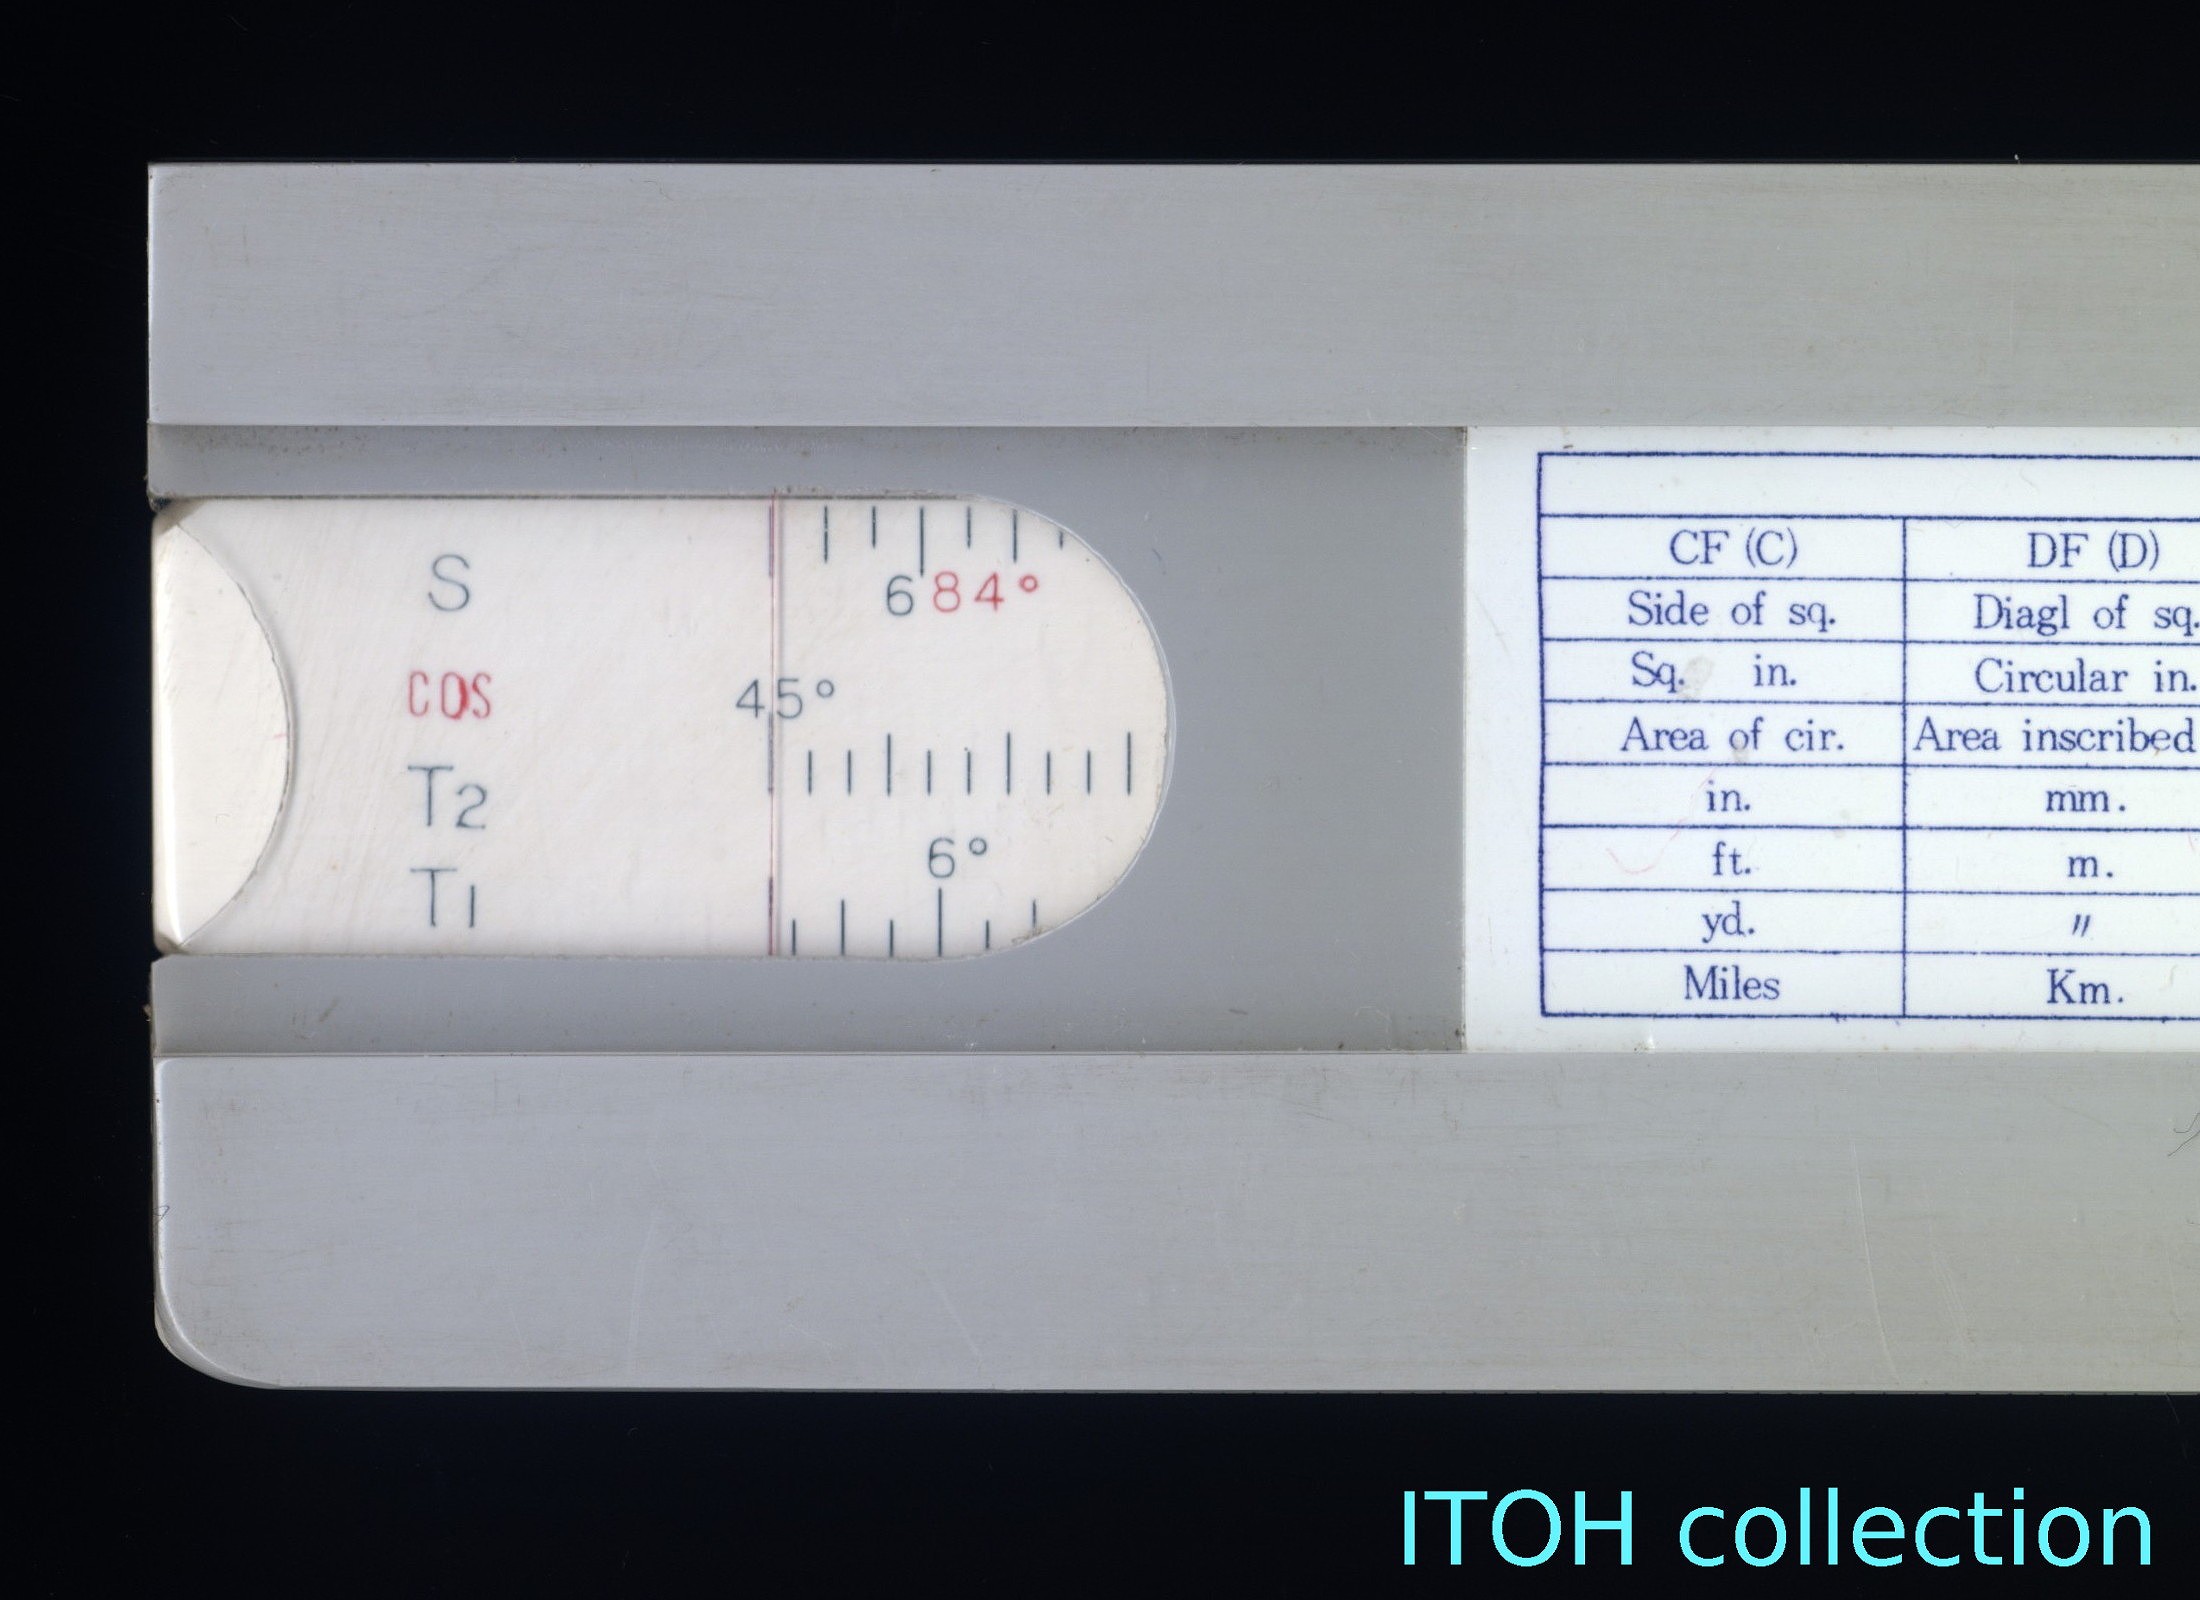 S
6 84°
cos
45°
T2
6°
T1
CF (C) DF (D)
Side of sq. Diagl of sq.
Sq. in. Circular in.
Area of cir. Area inscribed
in. mm.
ft. m.
yd. 〃
Miles Km.
ITOH collection